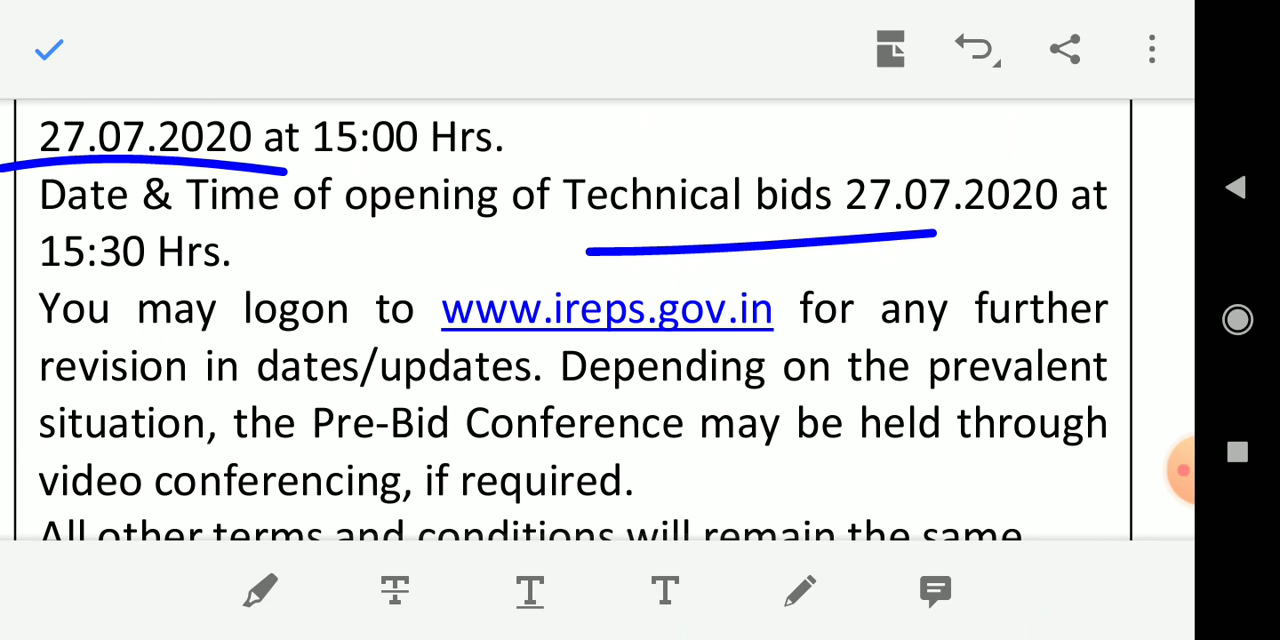 27.07.2020 at 15:00 Hrs.
Date & Time of opening of Technical bids 27.07.2020 at
15:30 Hrs.
You may logon to www.ireps.gov.in for any further
revision in dates/updates. Depending on the prevalent
situation, the Pre-Bid Conference may be held through
video conferencing, if required.
All other terms and conditions will remain the same
T T T